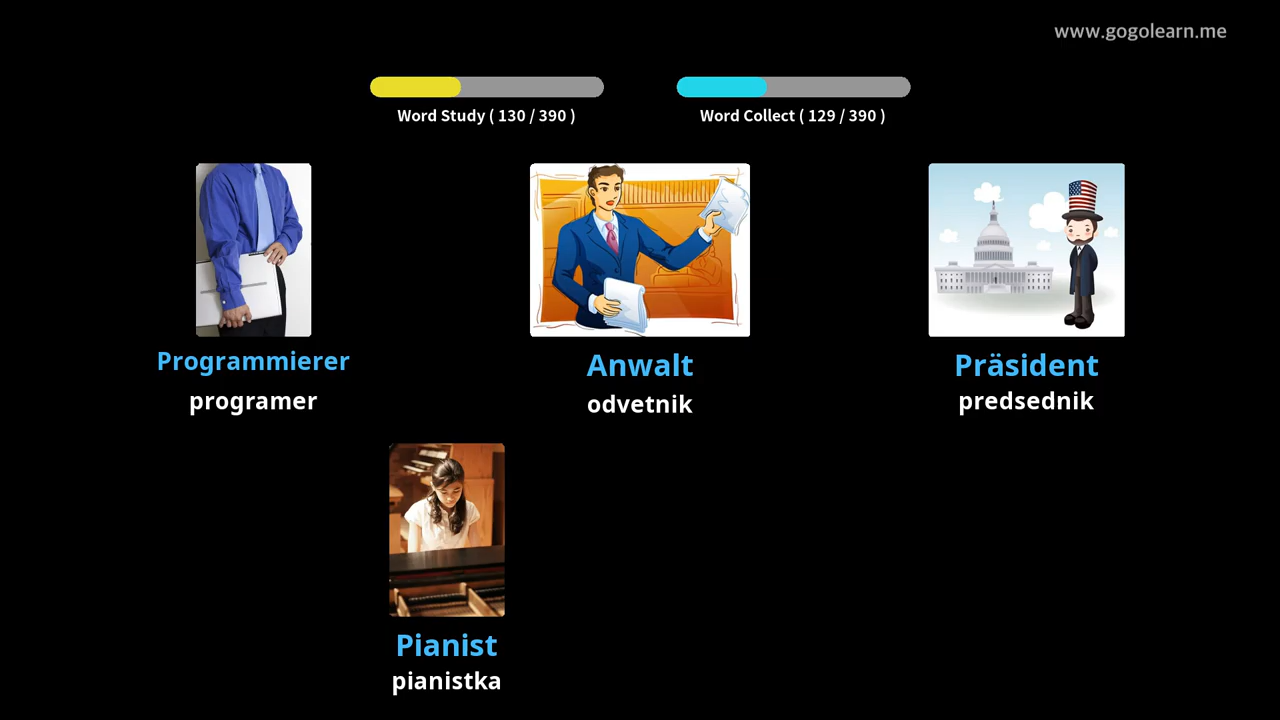 www.gogolearn.me
Word Study ( 130 / 390 )
Word Collect ( 129 / 390 )
Programmierer
programer
Anwalt
odvetnik
Präsident
predsednik
Pianist
pianistka